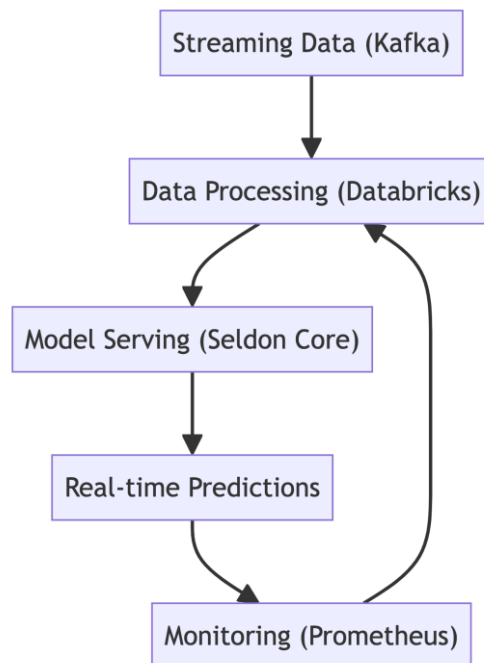 Streaming Data (Kafka)
Data Processing (Databricks)
Model Serving (Seldon Core)
Real-time Predictions
Monitoring (Prometheus)